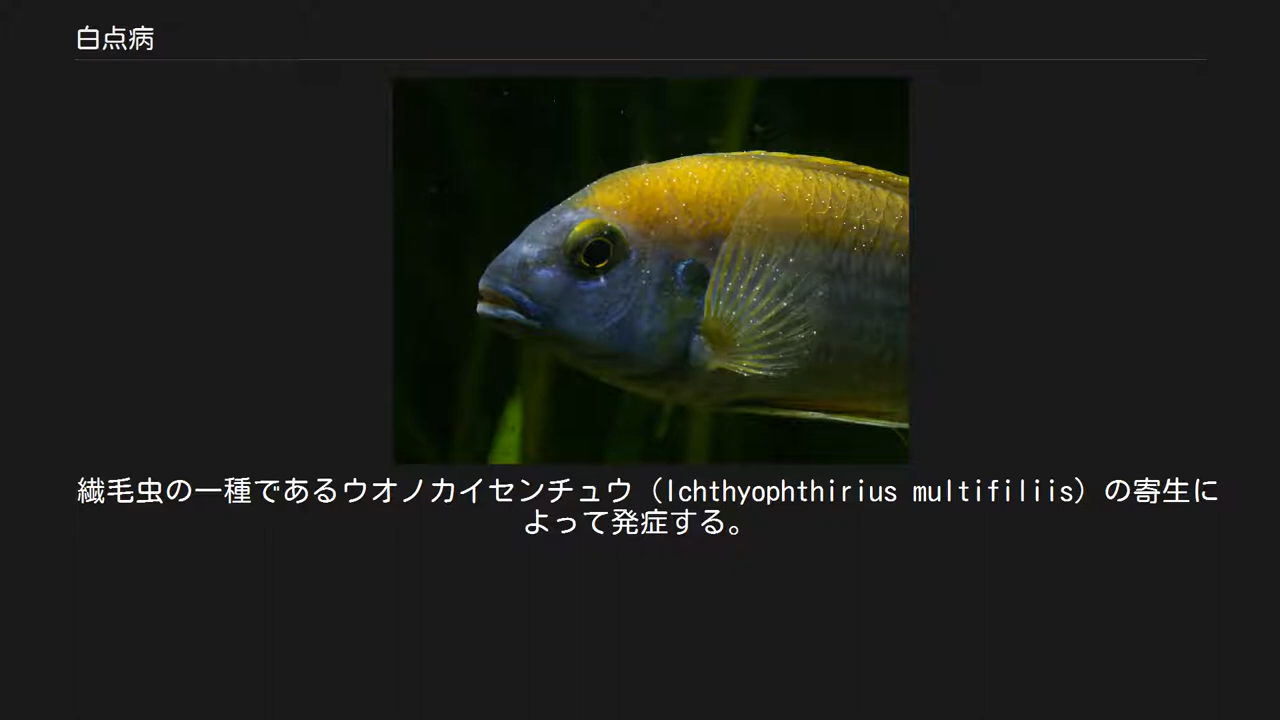 白点病
繊毛虫の一種であるウオノカイセンチュウ（Ichthyophthirius multifiliis）の寄生に
よって発症する。